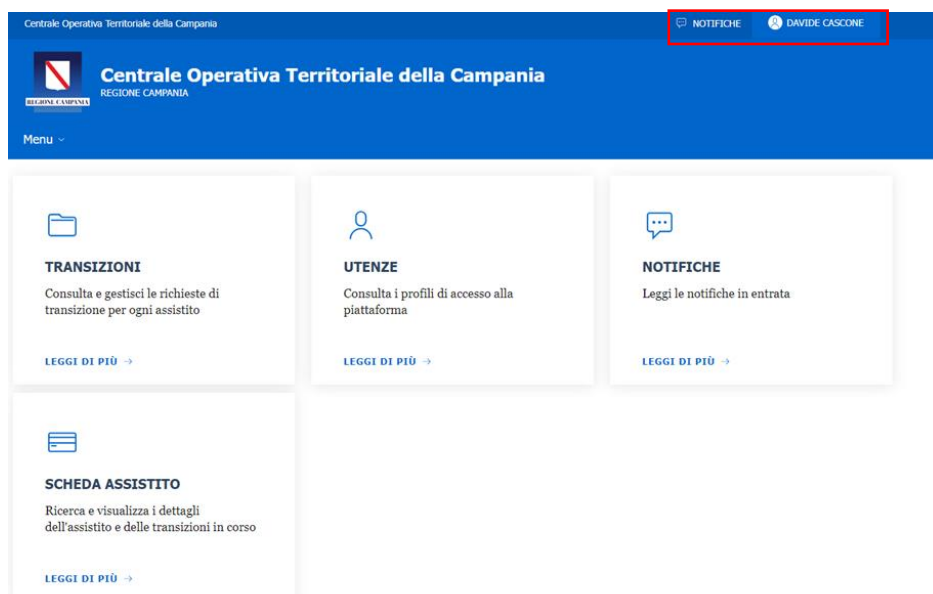 Centrale Operativa Territoriale della Campania
NOTIFICHE
DAVIDE CASCONE
REGIONE CAMPANIA
Centrale Operativa Territoriale della Campania
REGIONE CAMPANIA
Menu
TRANSIZIONI
Consulta e gestisci le richieste di
transizione per ogni assistito
LEGGI DI PIÙ →
UTENZE
Consulta i profili di accesso alla
piattaforma
LEGGI DI PIÙ →
NOTIFICHE
Leggi le notifiche in entrata
LEGGI DI PIÙ →
SCHEDA ASSISTITO
Ricerca e visualizza i dettagli
dell'assistito e delle transizioni in corso
LEGGI DI PIÙ →